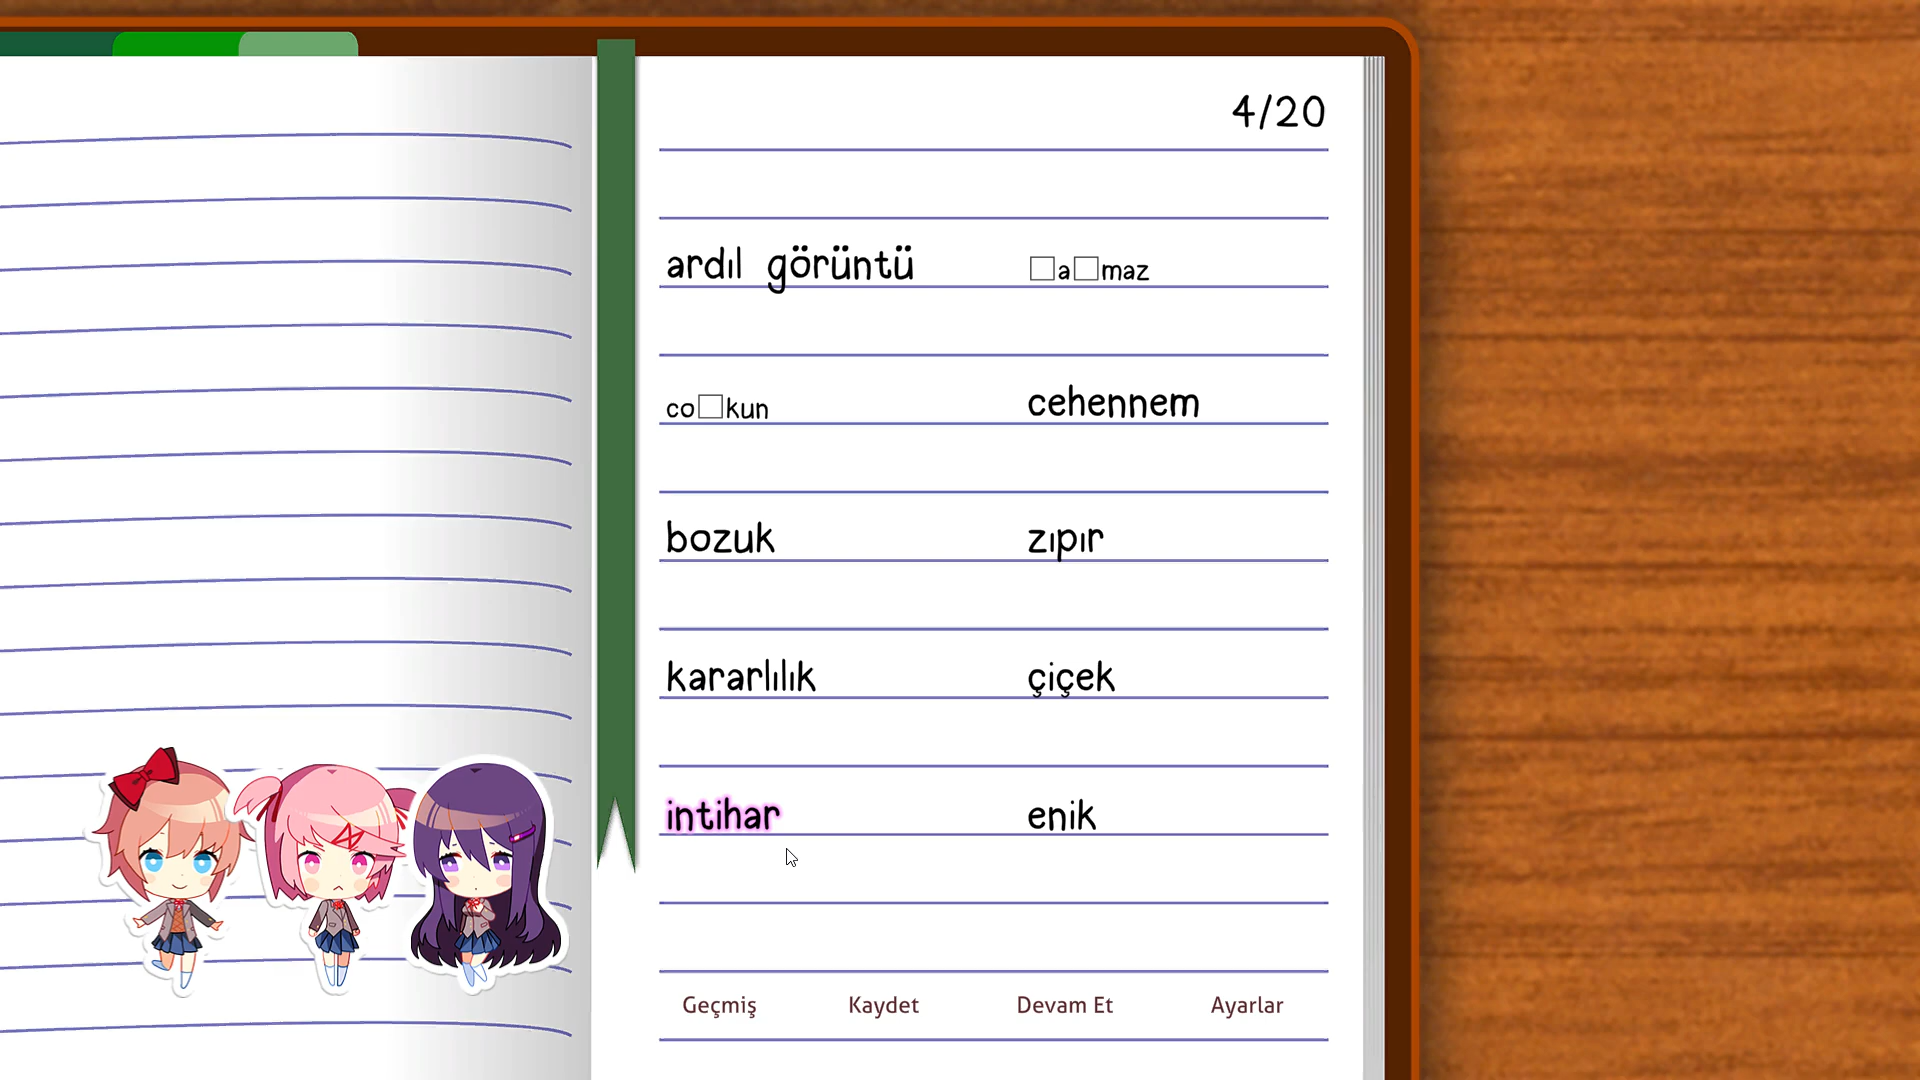 4/20
ardıl görüntü □a□maz
co□kun cehennem
bozuk zıpır
kararlılık çiçek
intihar enik
Geçmiş Kaydet Devam Et Ayarlar